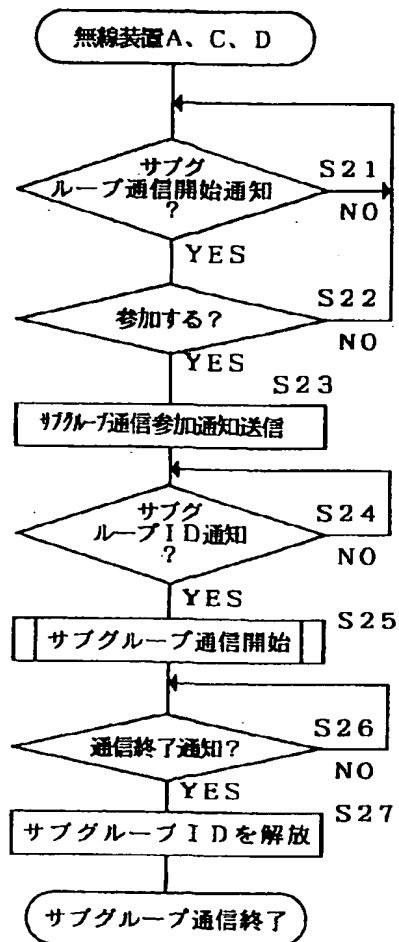 無線装置A、C、D
サブグ
ループ通信開始通知
?
S21
NO
YES
参加する?
S22
NO
YES
S23
サブグループ通信参加通知送信
サブグ
ループID通知
?
S24
NO
YES
S25
サブグループ通信開始
通信終了通知?
S26
NO
YES
S27
サブグループIDを解放
サブグループ通信終了